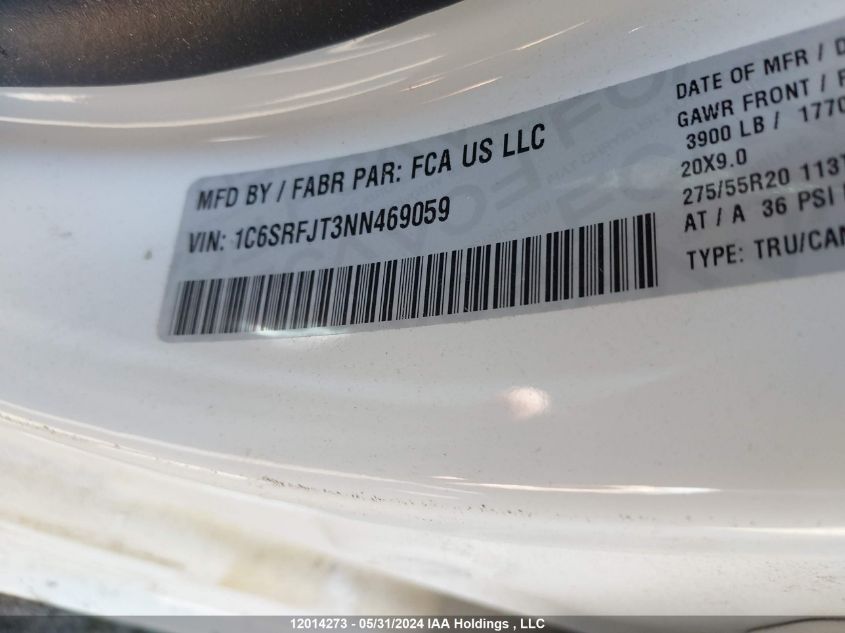 MFD BY / FABR PAR: FCA US LLC
VIN: 1C6SRFJT3NN469059
DATE OF MFR / D
GAWR FRONT / F
3900 LB / 1770
20X9.0
275/55R20 113T
AT / A 36 PSI
TYPE: TRU/CAM
12014273 - 05/31/2024 IAA Holdings , LLC